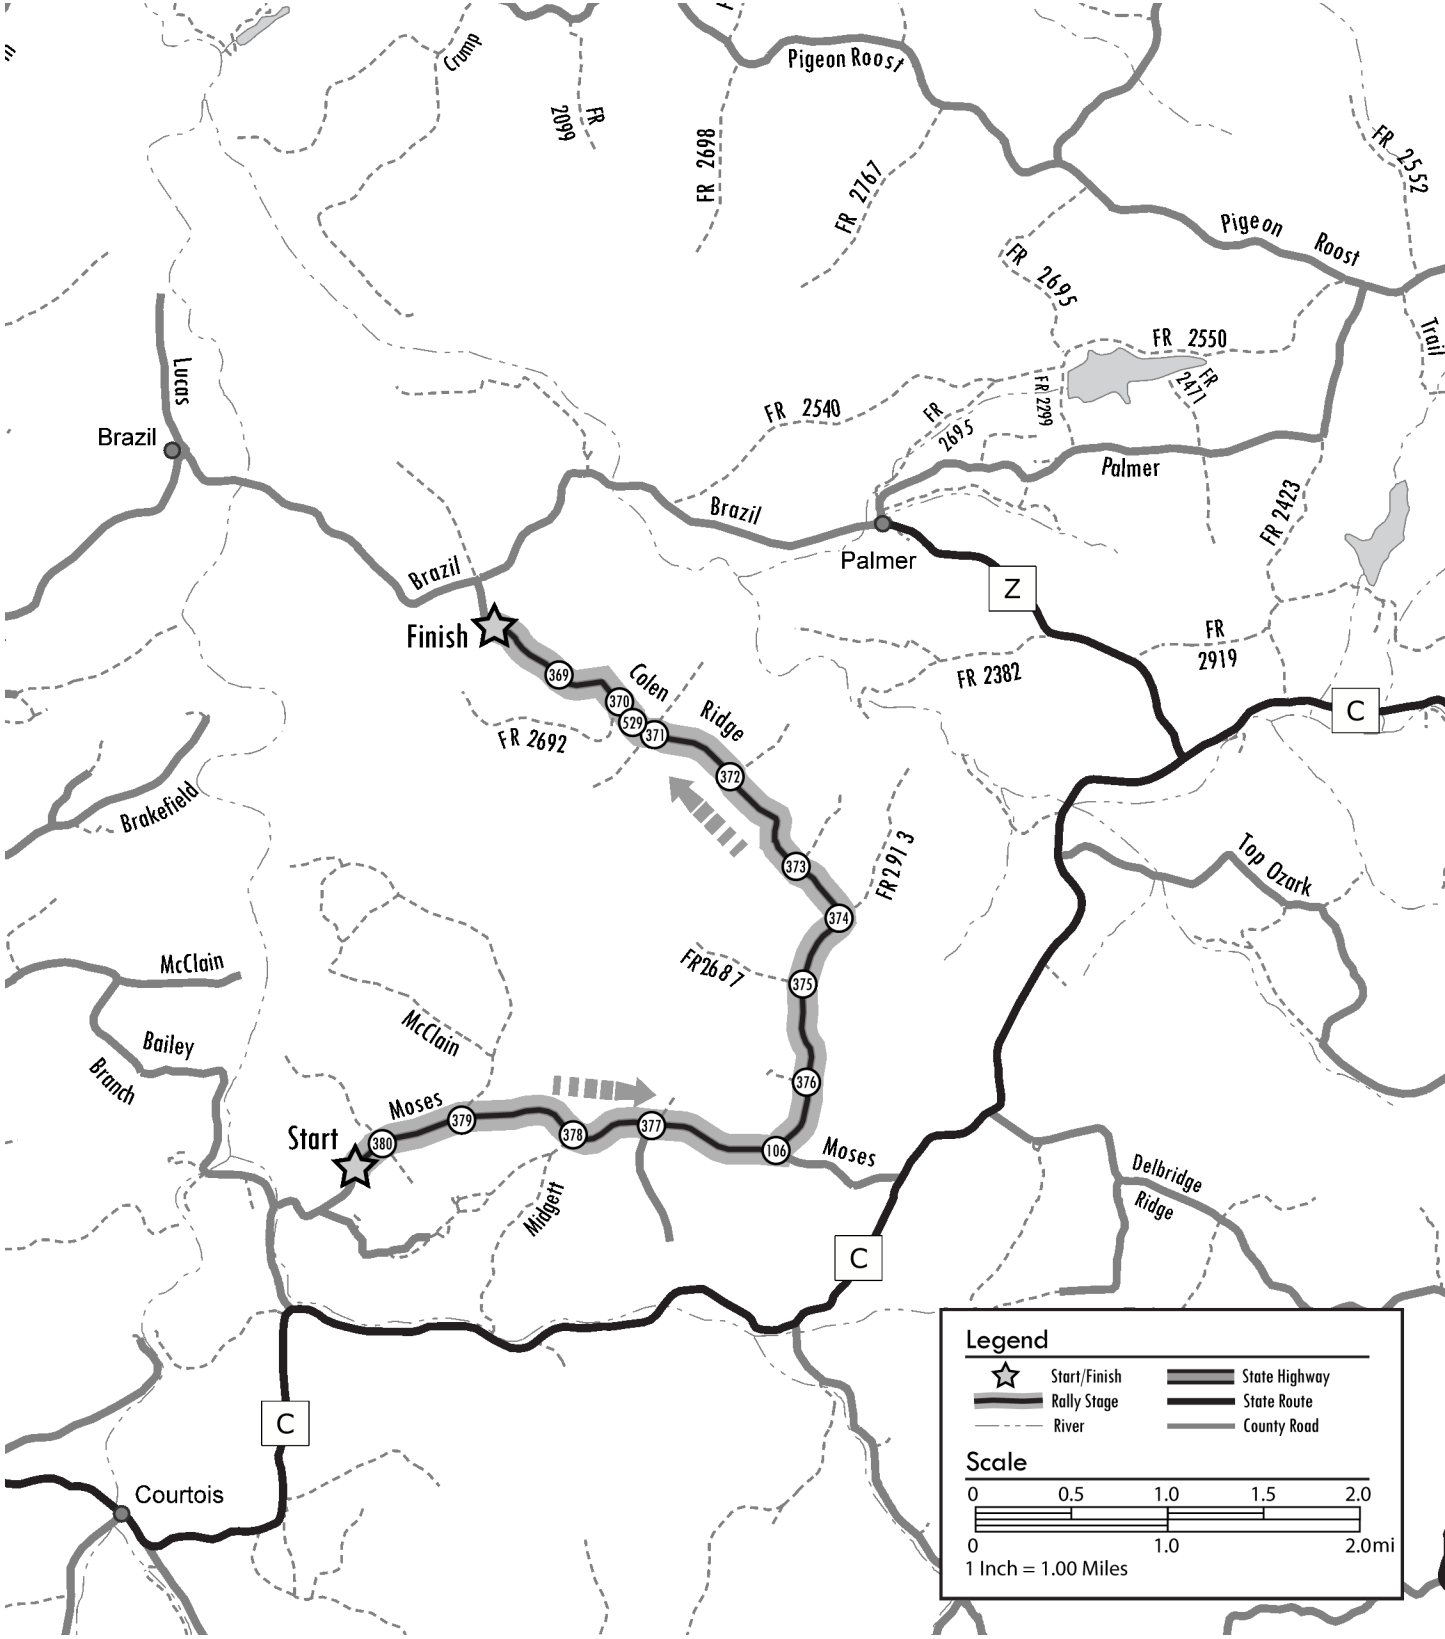 Crump
FR
2099
FR 2698
Pigeon Roost
FR 2767
FR 2552
Pigeon Roost
FR 2695
FR 2550
Trail
FR
2471
FR 2299
Lucas
Brazil
FR 2540
FR
2695
Palmer
Brazil
FR 2423
Palmer
Z
Brazil
Finish
FR
2919
FR 2382
C
369
Colen
Ridge
370
529
371
FR 2692
372
Brakefield
373
FR2913
Top Ozark
374
McClain
FR2687
375
McClain
Bailey
Branch
376
Moses
379
377
378
380
Start
106
Moses
Delbridge
Ridge
Midgett
C
Legend
Start/Finish
State Highway
Rally Stage
State Route
River
County Road
Scale
0 0.5 1.0 1.5 2.0
0 1.0 2.0mi
1 Inch = 1.00 Miles
C
Courtois